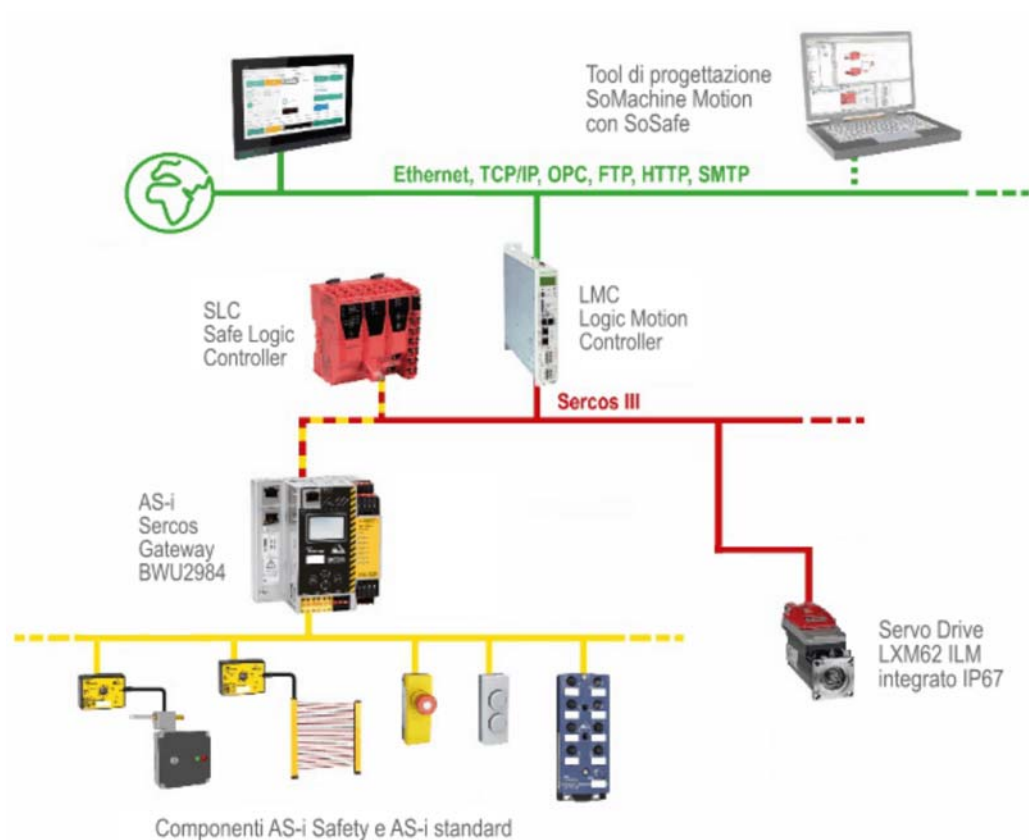 Tool di progettazione
SoMachine Motion
con SoSafe
Ethernet, TCP/IP, OPC, FTP, HTTP, SMTP
SLC
Safe Logic
Controller
LMC
Logic Motion
Controller
Sercos III
AS-i
Sercos
Gateway
BWU2984
Servo Drive
LXM62 ILM
integrato IP67
Componenti AS-i Safety e AS-i standard